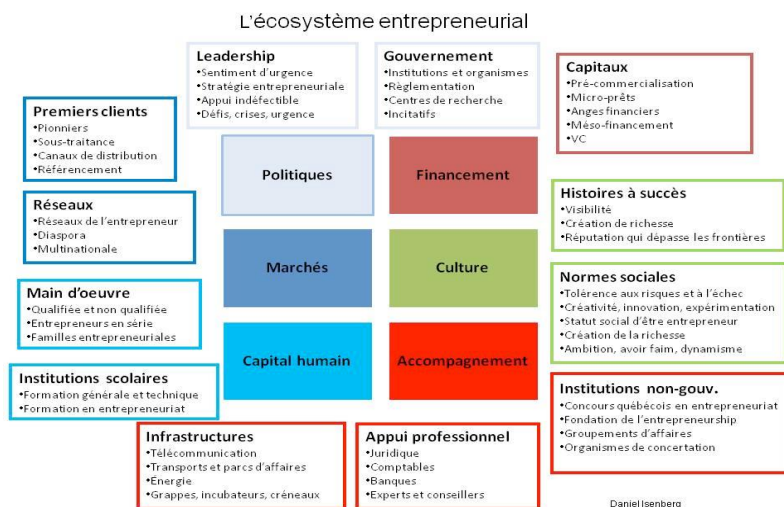 L'écosystème entrepreneurial
Leadership
•Sentiment d'urgence
•Stratégie entrepreneuriale
•Appui indéfectible
•Défis, crises, urgence
Gouvernement
•Institutions et organismes
•Règlementation
•Centres de recherche
•Incitatifs
Capitaux
•Pré-commercialisation
•Micro-prêts
•Anges financiers
•Méso-financement
•VC
Premiers clients
•Pionniers
•Sous-traitance
•Canaux de distribution
•Référencement
Politiques
Financement
Réseaux
•Réseaux de l'entrepreneur
•Diaspora
•Multinationale
Histoires à succès
•Visibilité
•Création de richesse
•Réputation qui dépasse les frontières
Marchés
Culture
Main d'oeuvre
•Qualifiée et non qualifiée
•Entrepreneurs en série
•Familles entrepreneuriales
Normes sociales
•Tolérence aux risques et à l'échec
•Créativité, innovation, expérimentation
•Statut social d'être entrepreneur
•Création de la richesse
•Ambition, avoir faim, dynamisme
Capital humain
Accompagnement
Institutions scolaires
•Formation générale et technique
•Formation en entrepreneuriat
Institutions non-gouv.
•Concours québécois en entrepreneuriat
•Fondation de l'entrepreneurship
•Groupements d'affaires
•Organismes de concertation
Infrastructures
•Télécommunication
•Transports et parcs d'affaires
•Énergie
•Grappes, incubateurs, créneaux
Appui professionnel
•Juridique
•Comptables
•Banques
•Experts et conseillers
Daniel Isenberg